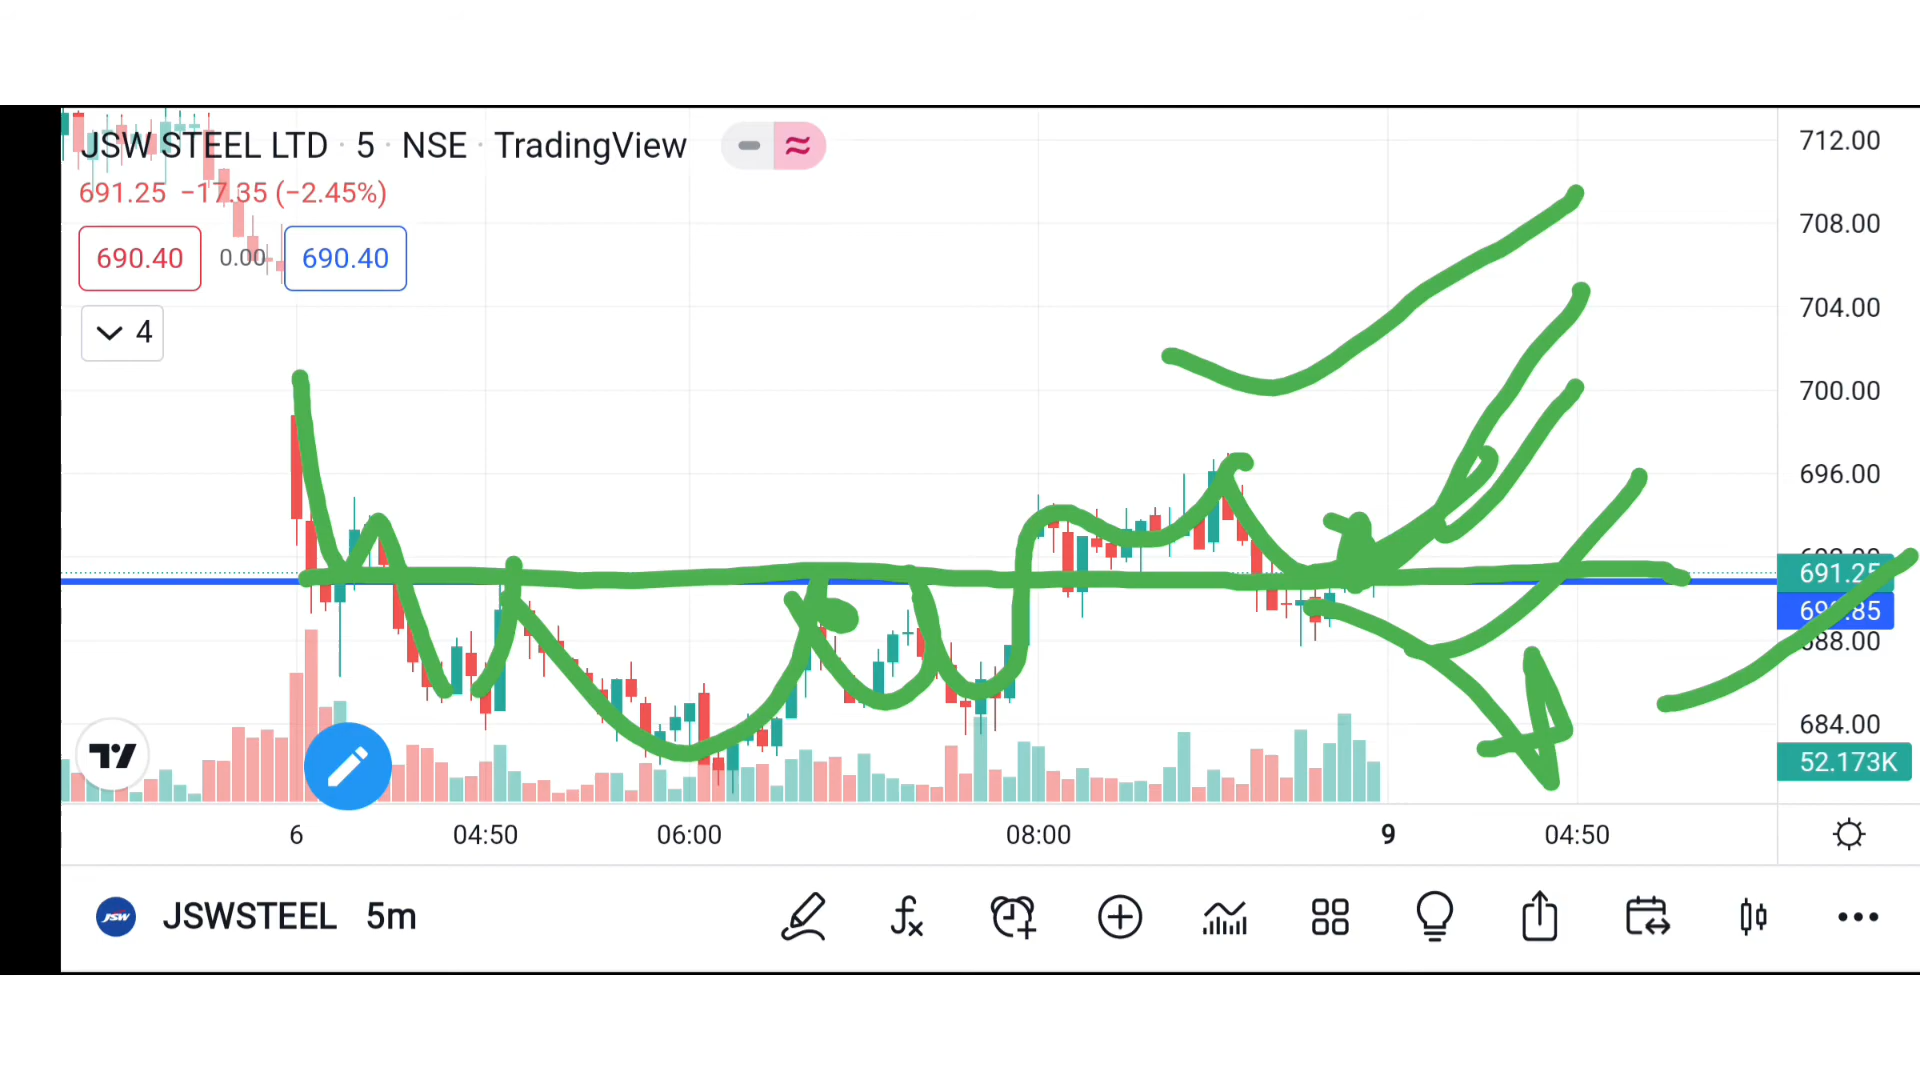 JSW STEEL LTD · 5 · NSE · TradingView
691.25 −17.35 (−2.45%)
690.40 0.00 690.40
4
712.00
708.00
704.00
700.00
696.00
691.25
688.00
684.00
52.173K
6 04:50 06:00 08:00 9 04:50
JSW JSWSTEEL 5m